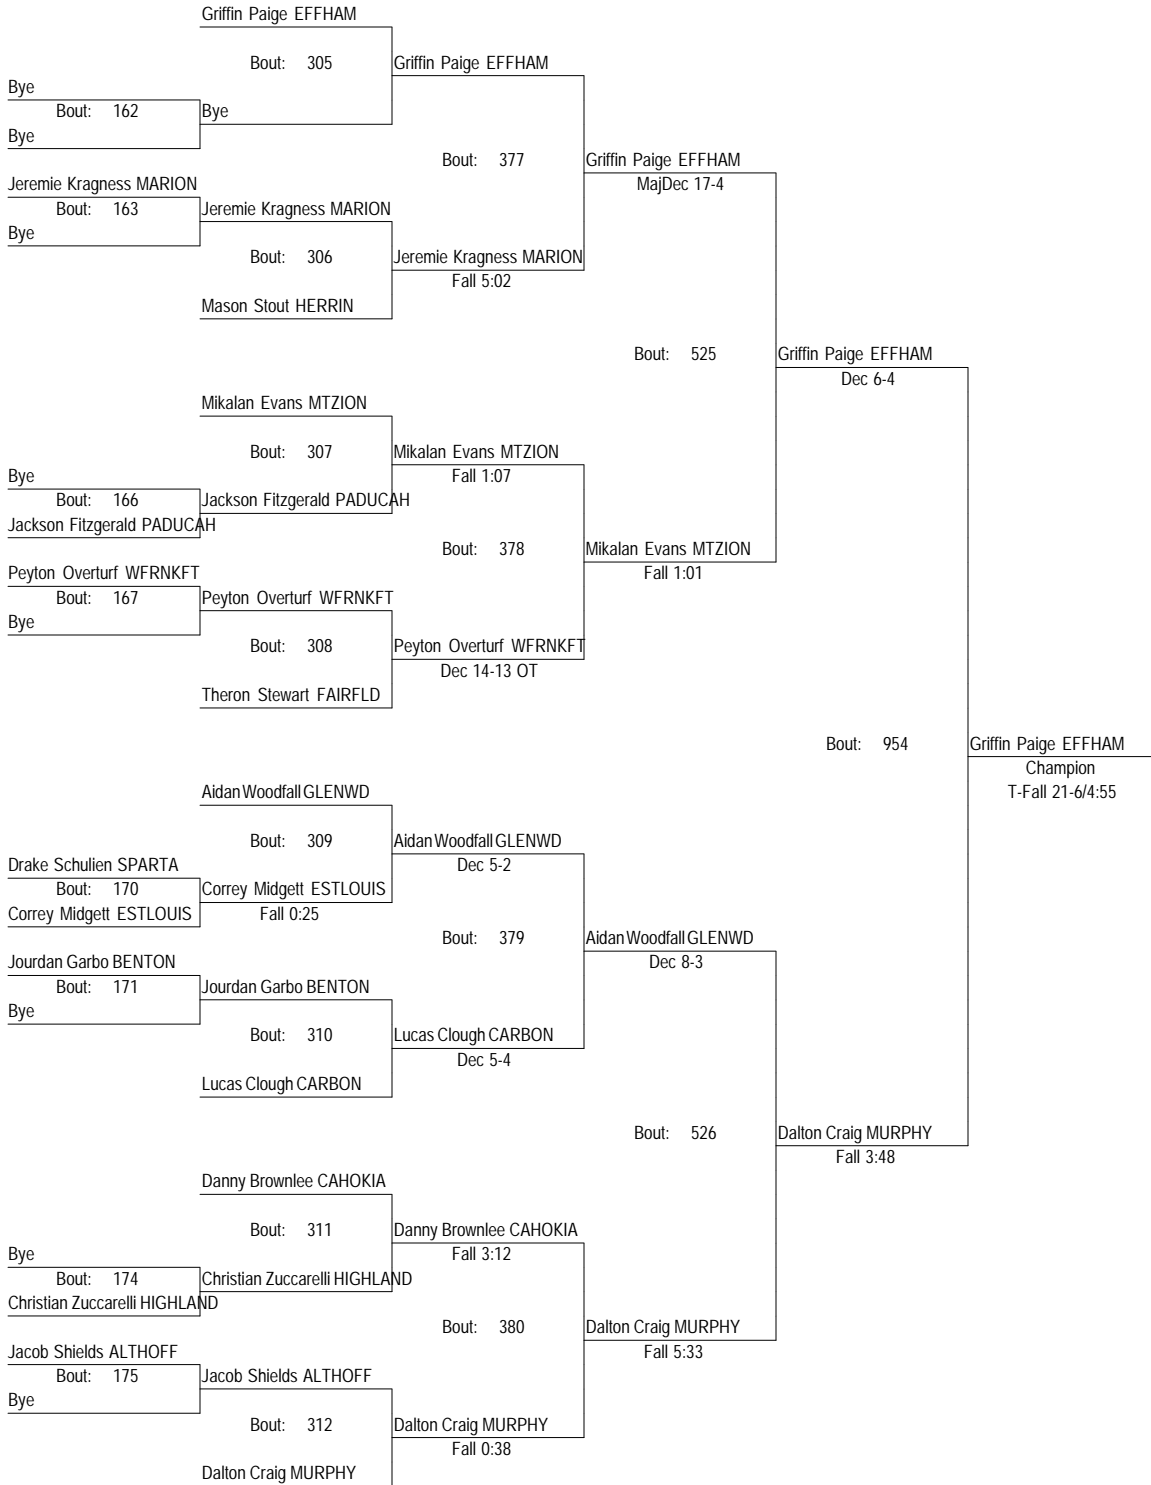 Griffin Paige EFFHAM
Bout: 305
Griffin Paige EFFHAM
Bye
Bout: 162
Bye
Bye
Bout: 377
Griffin Paige EFFHAM
MajDec 17-4
Jeremie Kragness MARION
Bout: 163
Jeremie Kragness MARION
Bye
Bout: 306
Jeremie Kragness MARION
Fall 5:02
Mason Stout HERRIN
Bout: 525
Griffin Paige EFFHAM
Dec 6-4
Mikalan Evans MTZION
Bout: 307
Mikalan Evans MTZION
Fall 1:07
Bye
Bout: 166
Jackson Fitzgerald PADUCAH
Jackson Fitzgerald PADUCAH
Bout: 378
Mikalan Evans MTZION
Fall 1:01
Peyton Overturf WFRNKFT
Bout: 167
Peyton Overturf WFRNKFT
Bye
Bout: 308
Peyton Overturf WFRNKFT
Dec 14-13 OT
Theron Stewart FAIRFLD
Bout: 954
Griffin Paige EFFHAM
Champion
T-Fall 21-6/4:55
Aidan Woodfall GLENWD
Bout: 309
Aidan Woodfall GLENWD
Dec 5-2
Drake Schulien SPARTA
Bout: 170
Correy Midgett ESTLOUIS
Correy Midgett ESTLOUIS
Fall 0:25
Bout: 379
Aidan Woodfall GLENWD
Dec 8-3
Jourdan Garbo BENTON
Bout: 171
Jourdan Garbo BENTON
Bye
Bout: 310
Lucas Clough CARBON
Dec 5-4
Lucas Clough CARBON
Bout: 526
Dalton Craig MURPHY
Fall 3:48
Danny Brownlee CAHOKIA
Bout: 311
Danny Brownlee CAHOKIA
Fall 3:12
Bye
Bout: 174
Christian Zuccarelli HIGHLAND
Christian Zuccarelli HIGHLAND
Bout: 380
Dalton Craig MURPHY
Fall 5:33
Jacob Shields ALTHOFF
Bout: 175
Jacob Shields ALTHOFF
Bye
Bout: 312
Dalton Craig MURPHY
Fall 0:38
Dalton Craig MURPHY